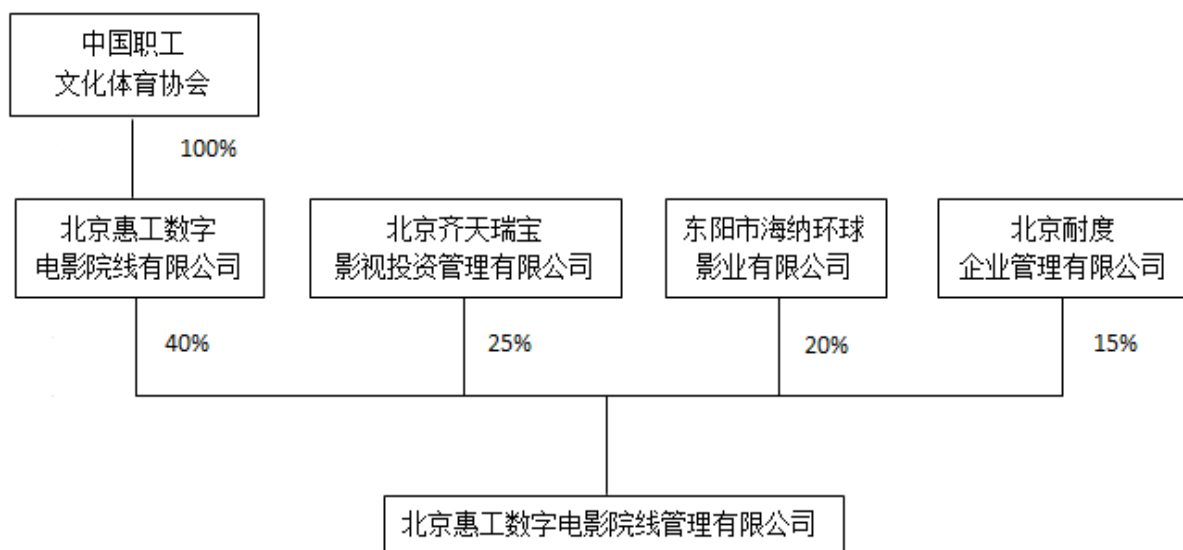 中国职工
文化体育协会
100%
北京惠工数字
电影院线有限公司
北京齐天瑞宝
影视投资管理有限公司
东阳市海纳环球
影业有限公司
北京耐度
企业管理有限公司
40%
25%
20%
15%
北京惠工数字电影院线管理有限公司